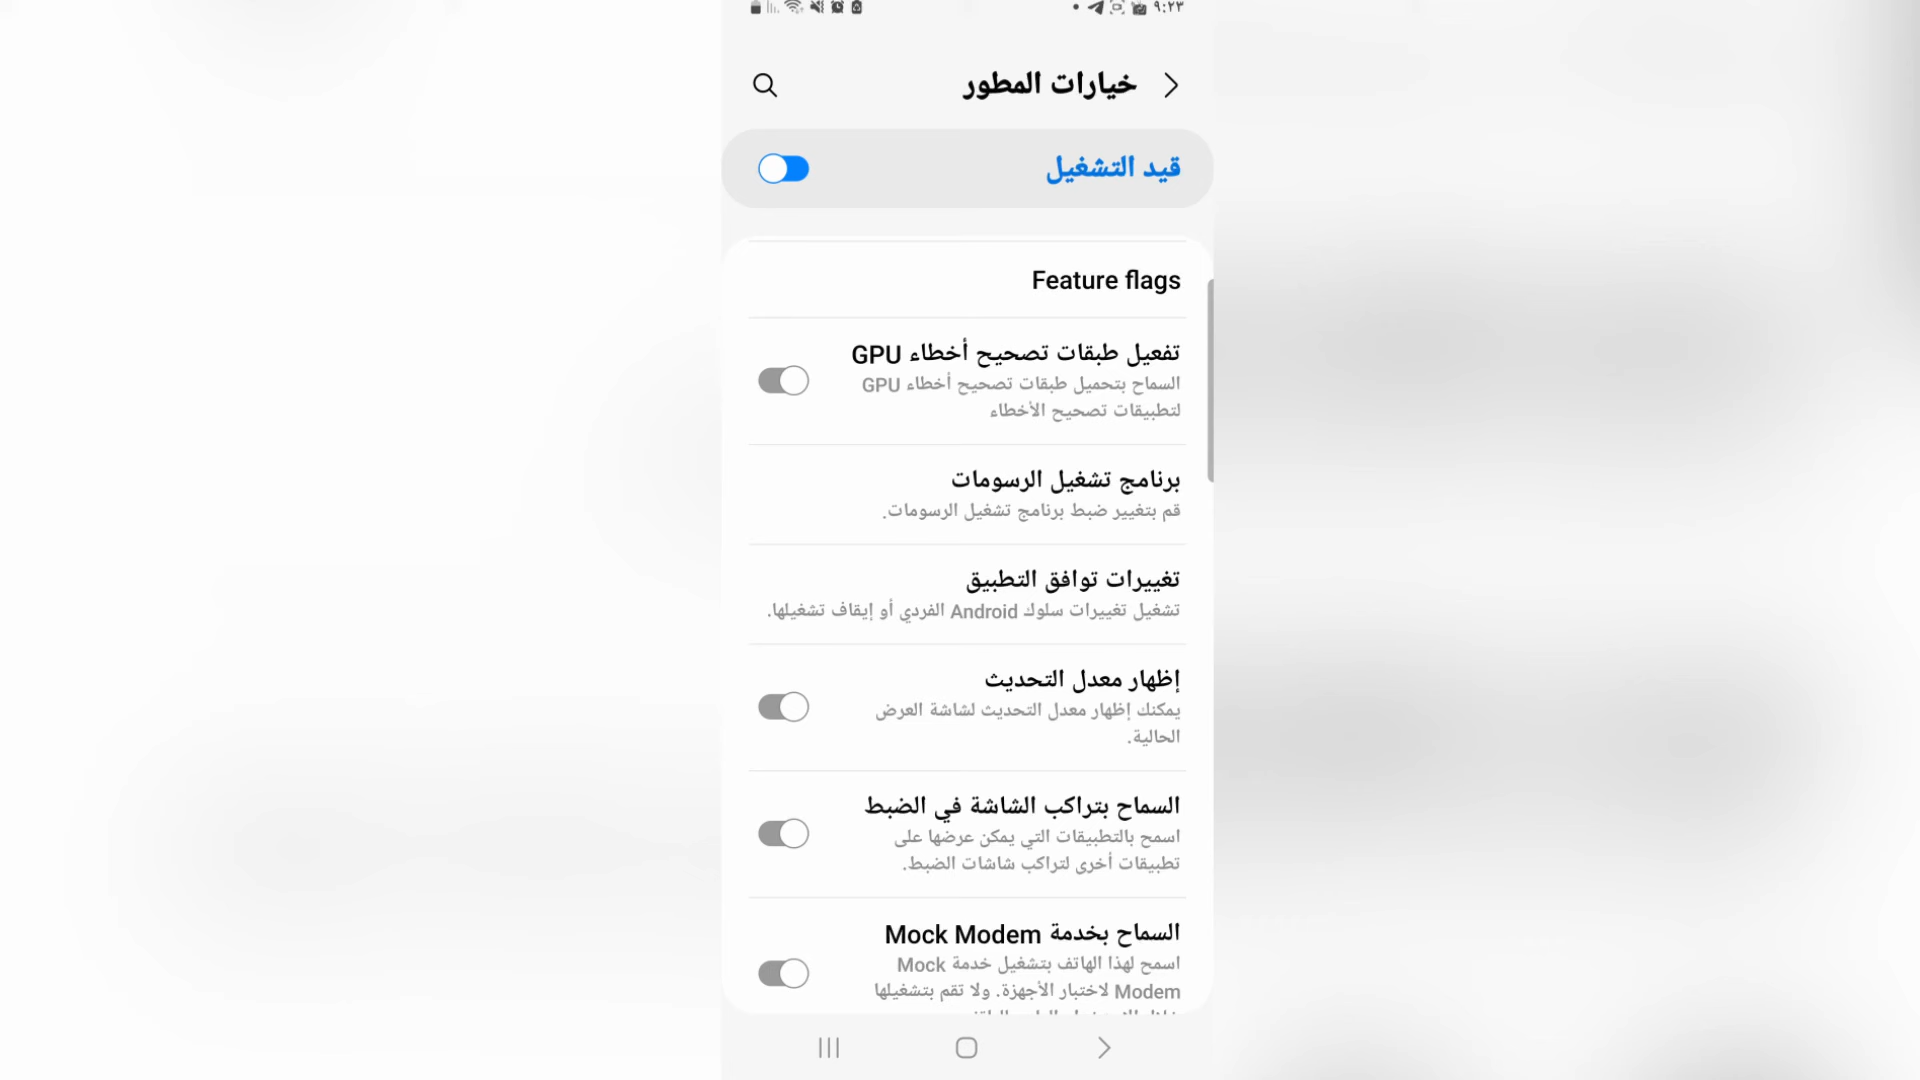 ٩:٢٣
خيارات المطور
قيد التشغيل
Feature flags
تفعيل طبقات تصحيح أخطاء GPU
السماح بتحميل طبقات تصحيح أخطاء GPU
لتطبيقات تصحيح الأخطاء
برنامج تشغيل الرسومات
قم بتغيير ضبط برنامج تشغيل الرسومات.
تغييرات توافق التطبيق
تشغيل تغييرات سلوك Android الفردي أو إيقاف تشغيلها.
إظهار معدل التحديث
يمكنك إظهار معدل التحديث لشاشة العرض
الحالية.
السماح بتراكب الشاشة في الضبط
اسمح بالتطبيقات التي يمكن عرضها على
تطبيقات أخرى لتراكب شاشات الضبط.
السماح بخدمة Mock Modem
اسمح لهذا الهاتف بتشغيل خدمة Mock
Modem لاختبار الأجهزة. ولا تقم بتشغيلها